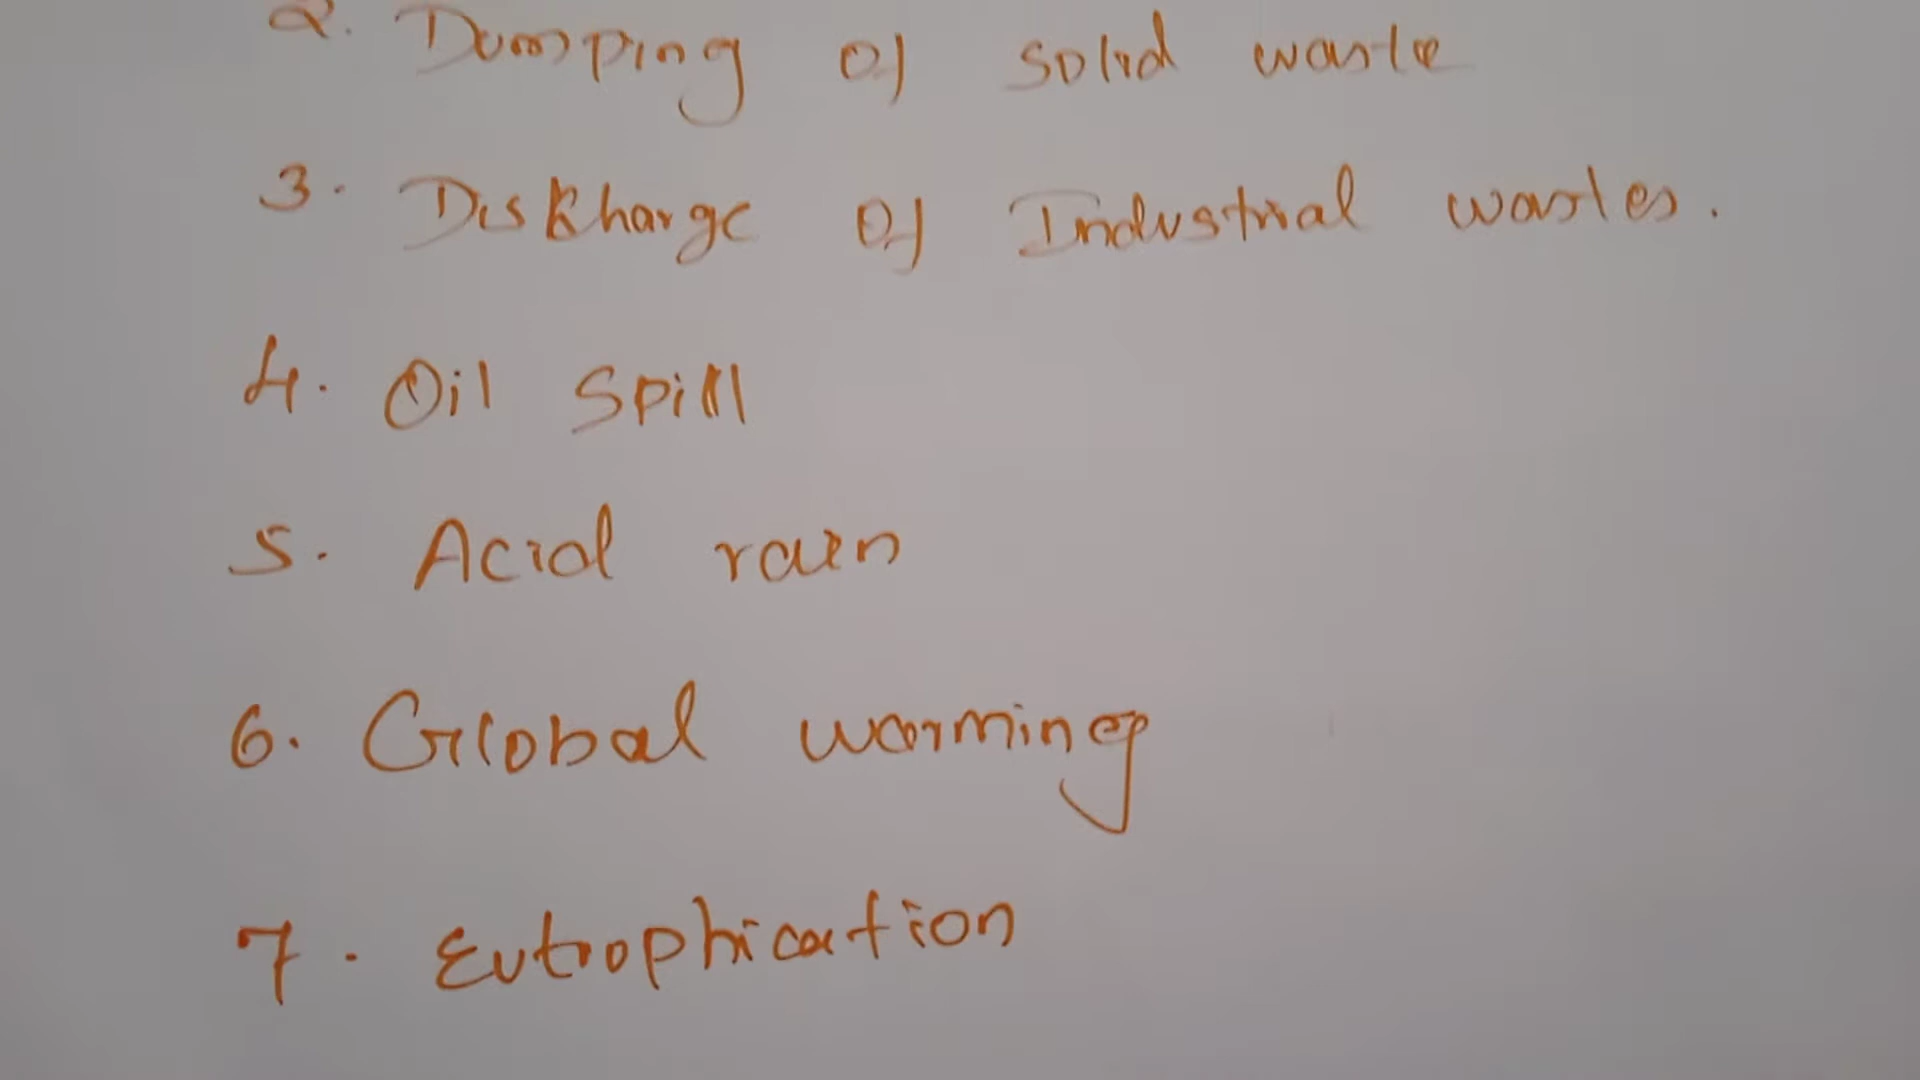 2. Dumping of solid waste
3. Diskharge of Industrial wastes.
4. Oil Spill
5. Acid rain
6. Global warming
7. Eutrophication